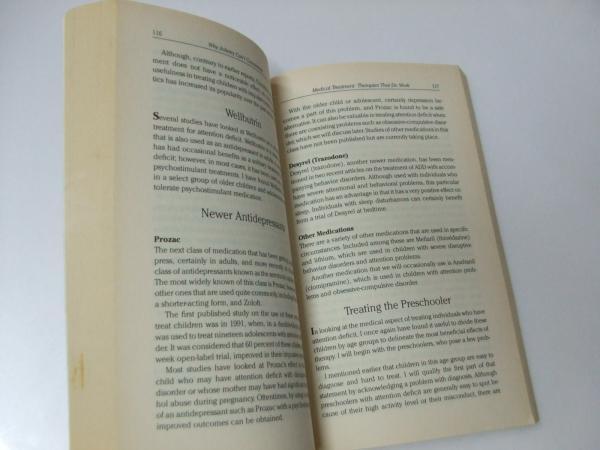 116
Why Johnny Can't Concentrate
Although, contrary to earlier reports,
ment does not have a noticeable
usefulness in treating children with
tics has increased its popularity over the
Wellbutrin
Several studies have looked at
treatment for attention deficit. Wellbutrin
that is also used as an antidepressant in
has had occasional benefits in a
deficit; however, in most cases, it has
psychostimulant treatments. I have found
in a select group of older children and
tolerate psychostimulant medication.
Newer Antidepressants
Prozac
The next class of medication that has been getting
press, certainly in adults, and more recently in
class of antidepressants known as the
The most widely known of this class is Prozac,
other ones that are used quite commonly, including
a shorter-acting form, and Zoloft.
The first published study on the use of these
treat children was in 1991, when, in a
was used to treat nineteen adolescents with
der. It was considered that 60 percent of these
week open-label trial, improved in their
Most studies have looked at Prozac's effect
child who may have attention deficit with
disorder or whose mother may have had significant
hol abuse during pregnancy. Oftentimes, by using
of an antidepressant such as Prozac with a
improved outcomes can be obtained.
Medical Treatment: Therapies That Do Work
117
With the older child or adolescent, certainly depression be-
comes a part of this problem, and Prozac is found to be a safe
alternative. It can also be valuable in treating attention deficit when
there are coexisting problems such as obsessive-compulsive disor-
der, which we will discuss later. Studies of other medications in this
class have not been published but are currently taking place.
Desyrel (Trazodone)
Desyrel (trazodone), another newer medication, has been men-
tioned in two recent articles on the treatment of ADD with accom-
panying behavior disorders. Although used with individuals who
have severe attentional and behavioral problems, this particular
medication has an advantage in that it has a very positive effect on
sleep. Individuals with sleep disturbances can certainly benefit
from a trial of Desyrel at bedtime.
Other Medications
There are a variety of other medications that are used in specific
circumstances. Included among these are Mellaril (thioridazine)
and lithium, which are used in children with severe disruptive
behavior disorders and attention problems.
Another medication that we will occasionally use is Anafranil
(clomipramine), which is used in children with attention prob-
lems and obsessive-compulsive disorder.
Treating the Preschooler
In looking at the medical aspect of treating individuals who have
attention deficit, I once again have found it useful to divide these
children by age groups to delineate the most beneficial effects of
therapy. I will begin with the preschoolers, who pose a few prob-
lems.
I mentioned earlier that children in this age group are easy to
diagnose and hard to treat. I will qualify the first part of that
statement by acknowledging a problem with diagnosis. Although
preschoolers with attention deficit are generally easy to spot be-
cause of their high activity level or their misconduct, there are